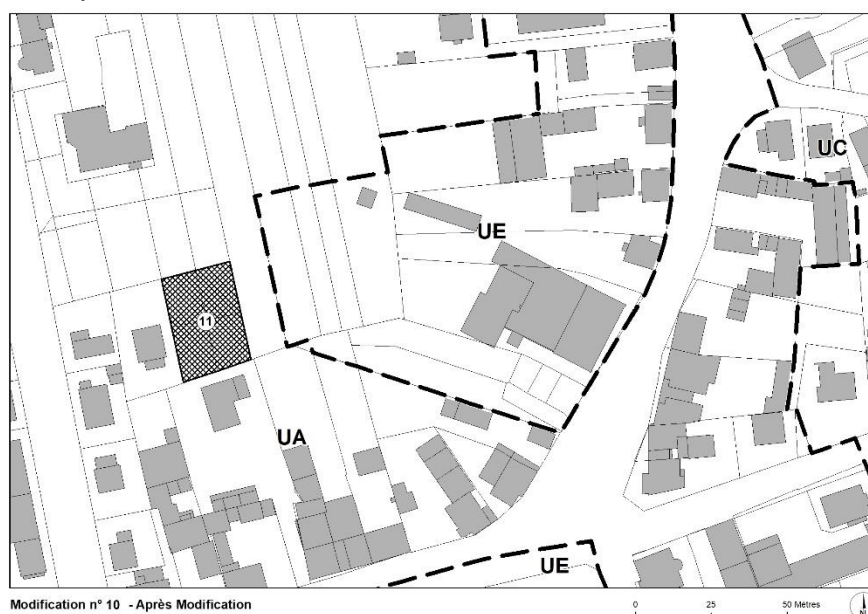 UC
UE
11
UA
UE
Modification n° 10 - Après Modification
0 25 50 Mètres
N